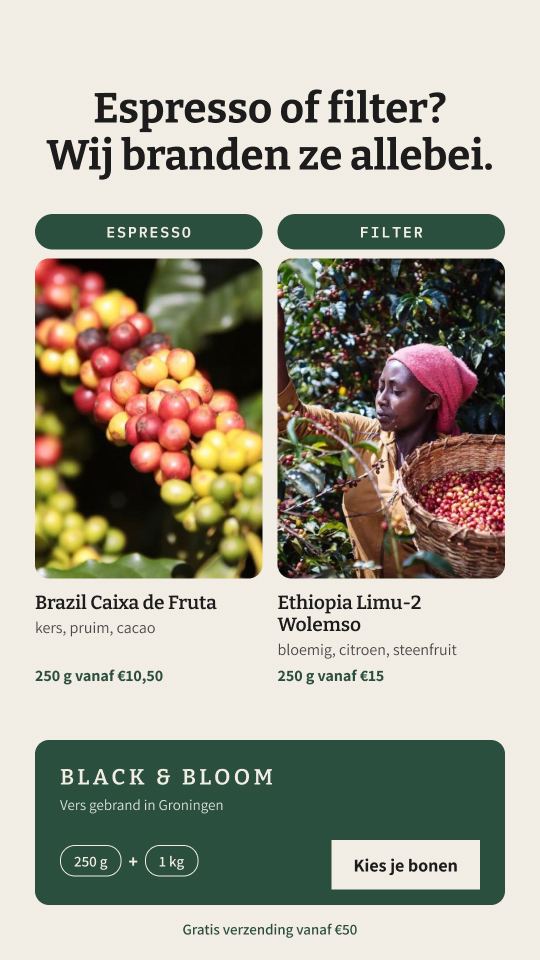 Espresso of filter?
Wij branden ze allebei.
ESPRESSO
FILTER
Brazil Caixa de Fruta
kers, pruim, cacao
250 g vanaf €10,50
Ethiopia Limu-2
Wolemso
bloemig, citroen, steenfruit
250 g vanaf €15
BLACK & BLOOM
Vers gebrand in Groningen
250 g + 1 kg
Kies je bonen
Gratis verzending vanaf €50